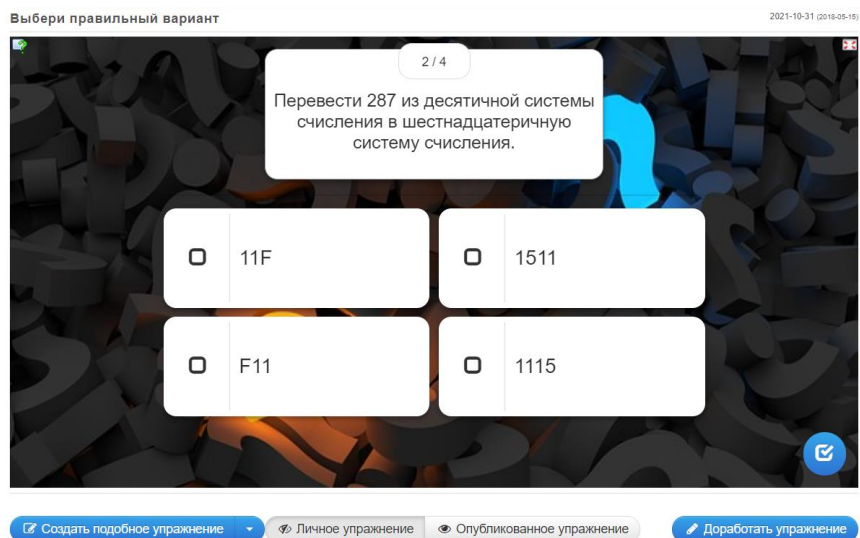 Выбери правильный вариант
2021-10-31 (2018-05-15)
2 / 4
Перевести 287 из десятичной системы
счисления в шестнадцатеричную
систему счисления.
11F
1511
F11
1115
Создать подобное упражнение
Личное упражнение
Опубликованное упражнение
Доработать упражнение